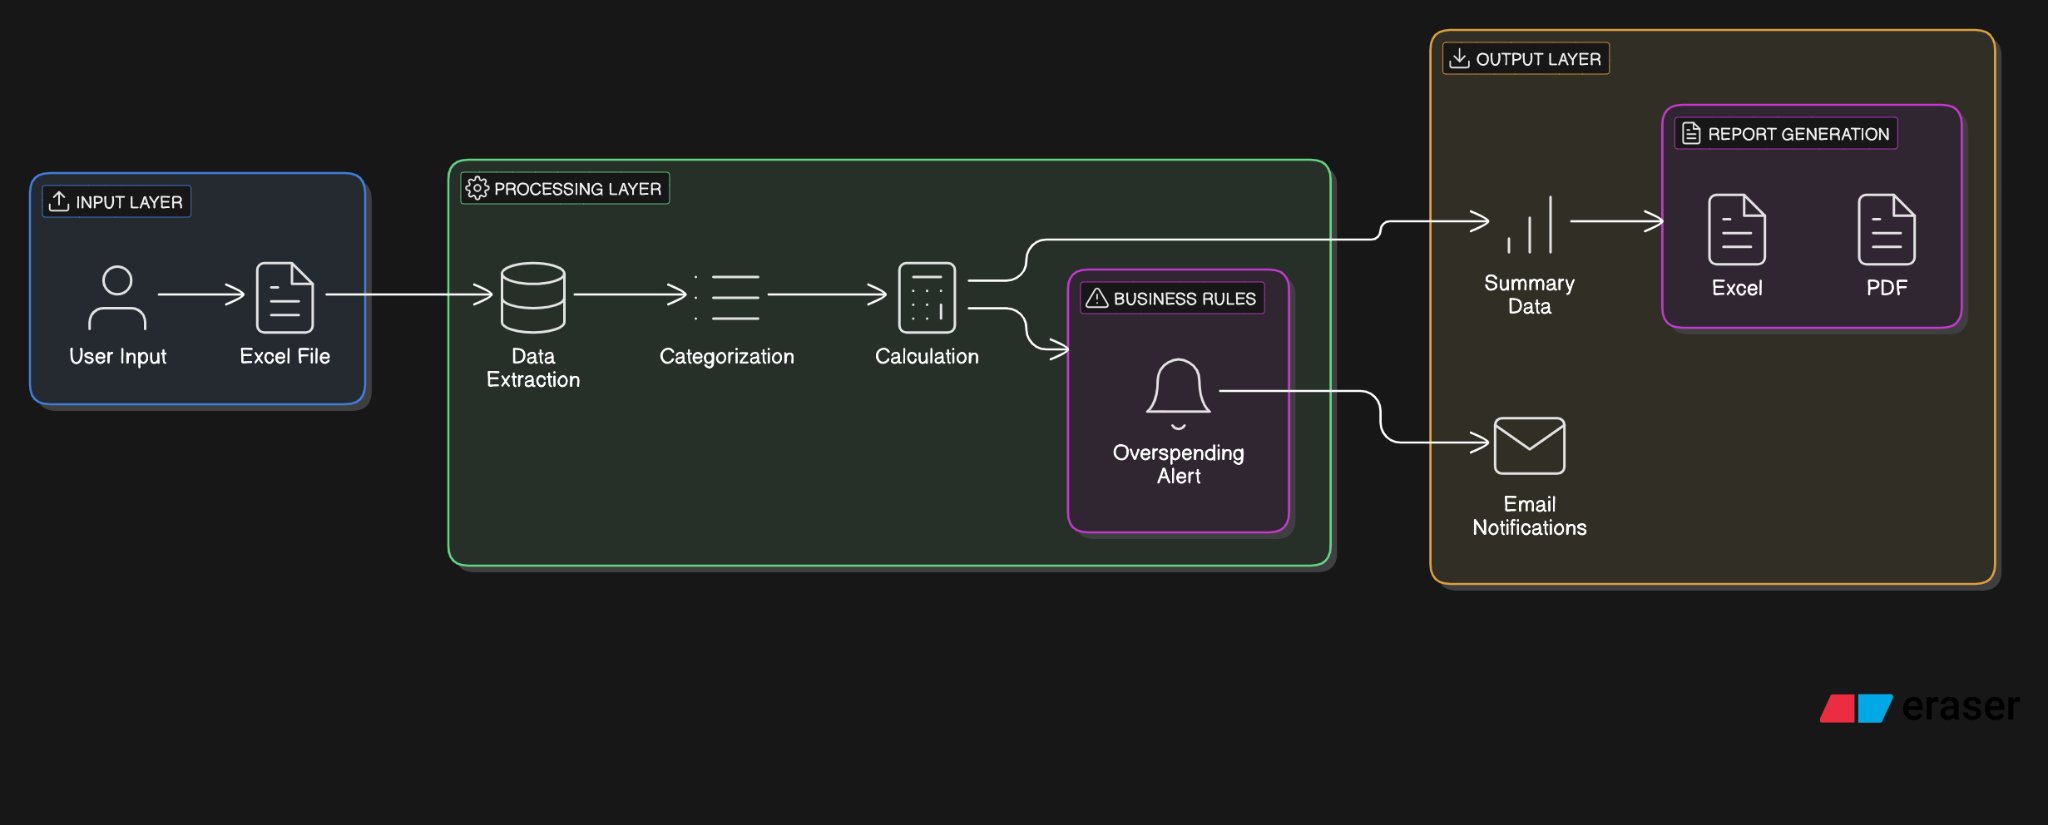 INPUT LAYER
User Input
Excel File
PROCESSING LAYER
Data
Extraction
Categorization
Calculation
BUSINESS RULES
Overspending
Alert
OUTPUT LAYER
Summary
Data
REPORT GENERATION
Excel
PDF
Email
Notifications
eraser